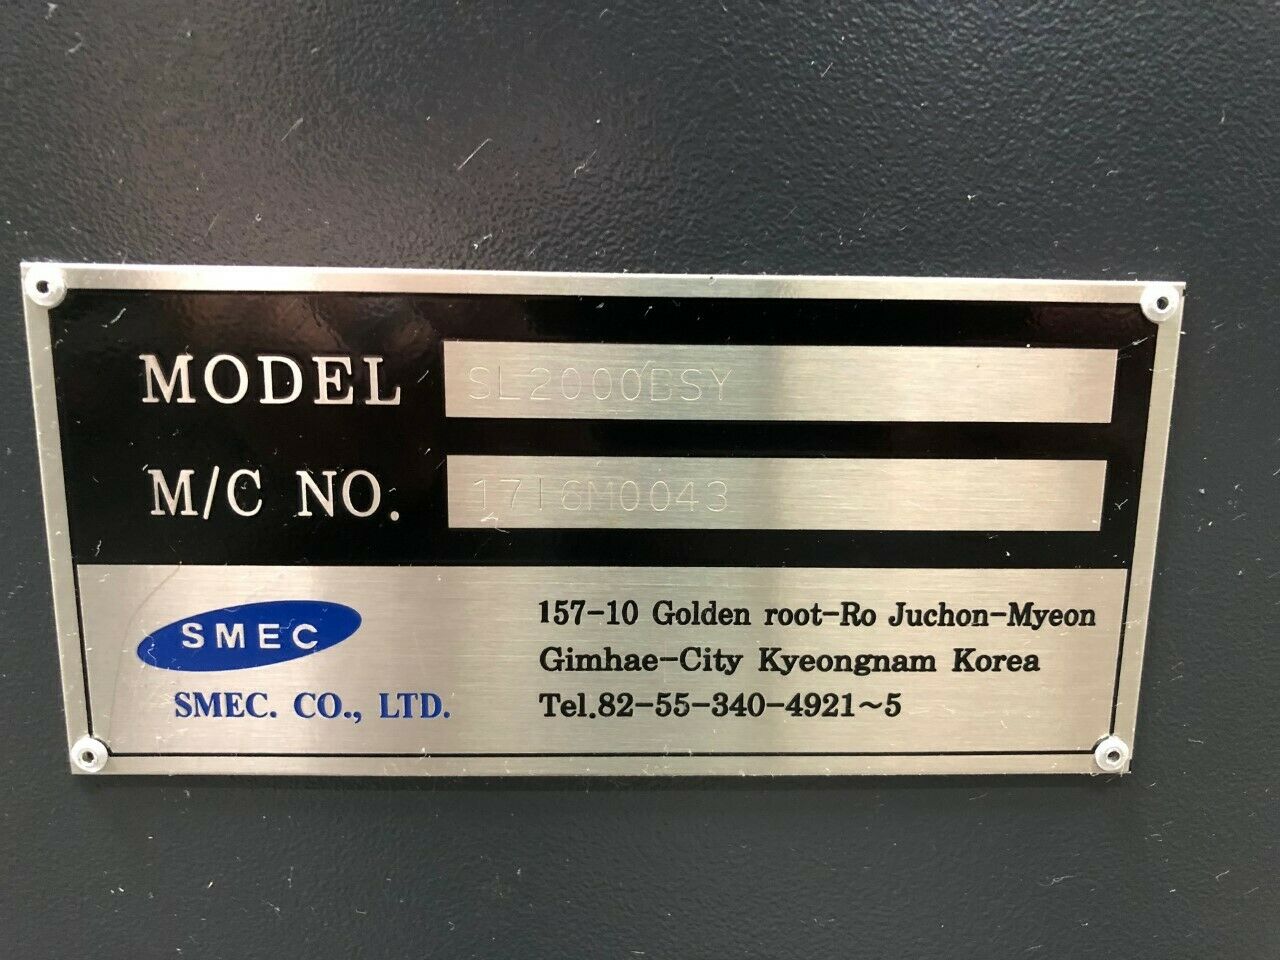 MODEL SL2000BSY
M/C NO. 1716M0043
SMEC
SMEC. CO., LTD.
157-10 Golden root-Ro Juchon-Myeon
Gimhae-City Kyeongnam Korea
Tel.82-55-340-4921~5